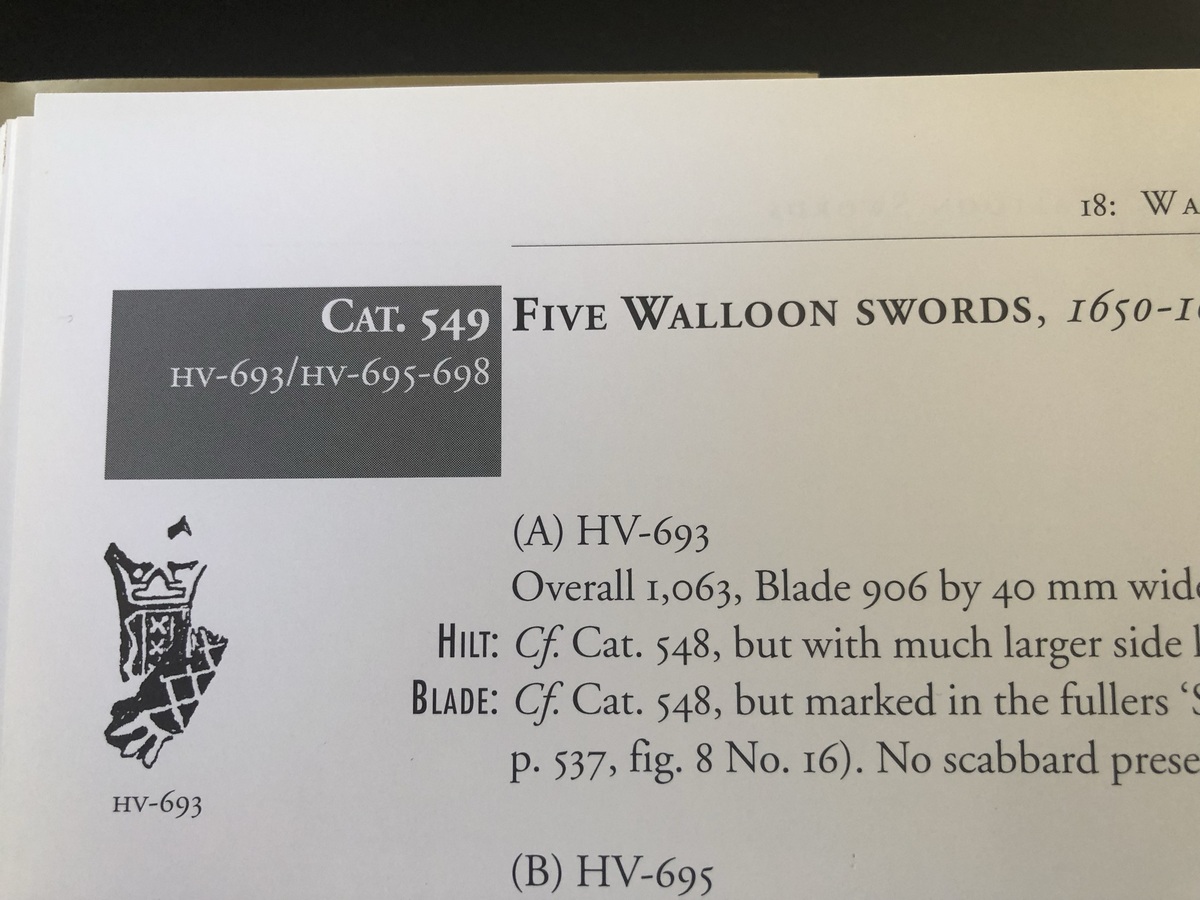 18: WA
CAT. 549
HV-693/HV-695-698
FIVE WALLOON SWORDS, 1650-1
(A) HV-693
Overall 1,063, Blade 906 by 40 mm wide
HILT: Cf. Cat. 548, but with much larger side
BLADE: Cf. Cat. 548, but marked in the fullers ‘S
p. 537, fig. 8 No. 16). No scabbard prese
HV-693
(B) HV-695